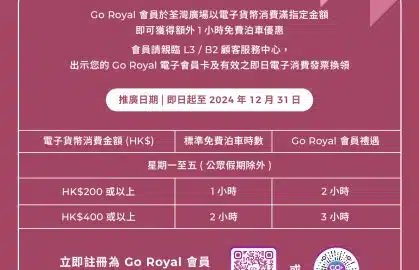 Go Royal 會員於荃灣廣場以電子貨幣消費滿指定金額
即可獲得額外 1 小時免費泊車優惠
會員請親臨 L3 / B2 顧客服務中心，
出示您的 Go Royal 電子會員卡及有效之即日電子消費發票換領
推廣日期 | 即日起至 2024 年 12 月 31 日
電子貨幣消費金額 (HK$) 標準免費泊車時數 Go Royal 會員禮遇
星期一至五 ( 公眾假期除外 )
HK$200 或以上 1 小時 2 小時
HK$400 或以上 2 小時 3 小時
立即註冊為 Go Royal 會員 或